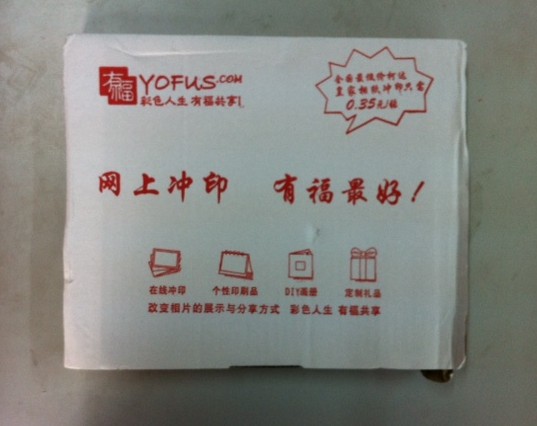 有福
YOFUS.COM
彩色人生 有福共享!
全国最低价柯达
皇家相纸冲印只需
0.35元/张
网上冲印 有福最好!
在线冲印 个性印刷品 DIY画册 定制礼品
改变相片的展示与分享方式 彩色人生 有福共享